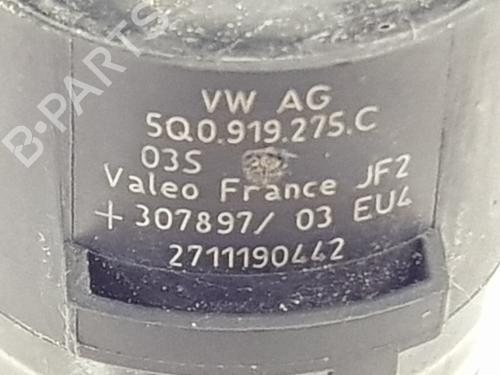 B-PARTS
VW AG
5Q0.919.275.C
03S
Valeo France JF2
+307897/ 03 EU4
2711190442